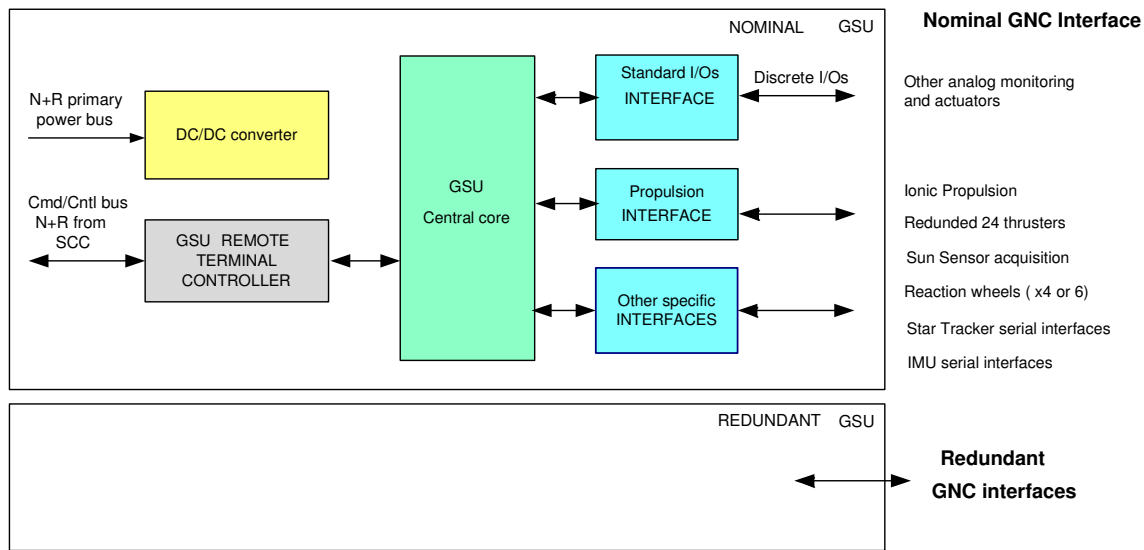 NOMINAL GSU
Nominal GNC Interface
N+R primary
power bus
DC/DC converter
Cmd/Cntl bus
N+R from
SCC
GSU REMOTE
TERMINAL
CONTROLLER
GSU
Central core
Standard I/Os
INTERFACE
Discrete I/Os
Other analog monitoring
and actuators
Propulsion
INTERFACE
Ionic Propulsion
Redunded 24 thrusters
Sun Sensor acquisition
Other specific
INTERFACES
Reaction wheels ( x4 or 6)
Star Tracker serial interfaces
IMU serial interfaces
REDUNDANT GSU
Redundant
GNC interfaces